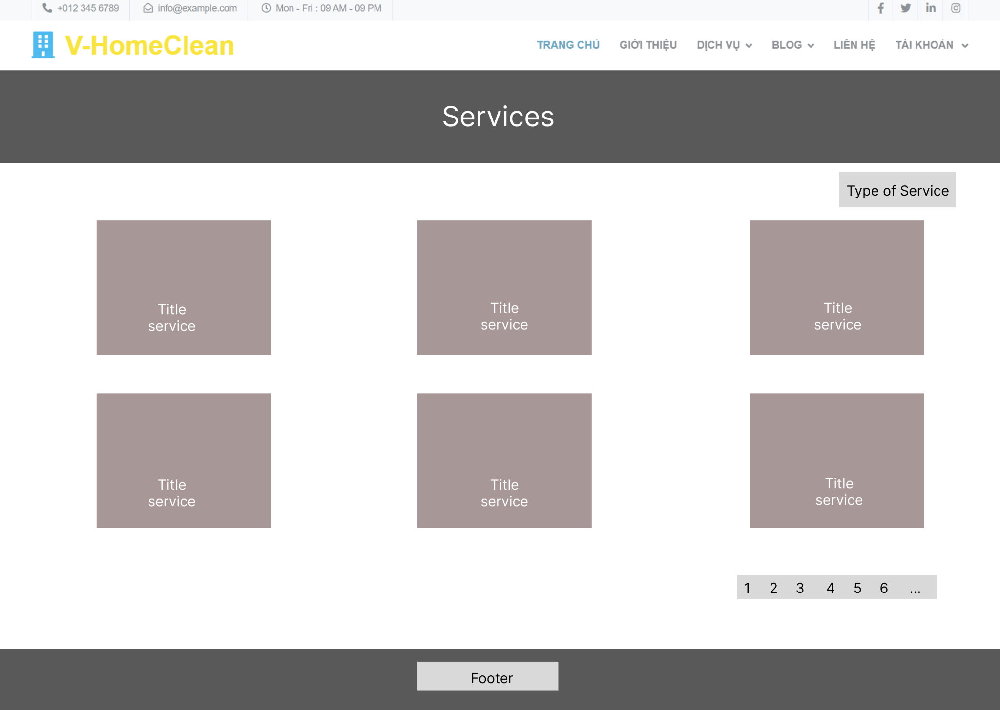 +012 345 6789 info@example.com Mon - Fri : 09 AM - 09 PM
V-HomeClean TRANG CHỦ GIỚI THIỆU DỊCH VỤ BLOG LIÊN HỆ TÀI KHOẢN
Services
Type of Service
Title
service
Title
service
Title
service
Title
service
Title
service
Title
service
1 2 3 4 5 6 ...
Footer